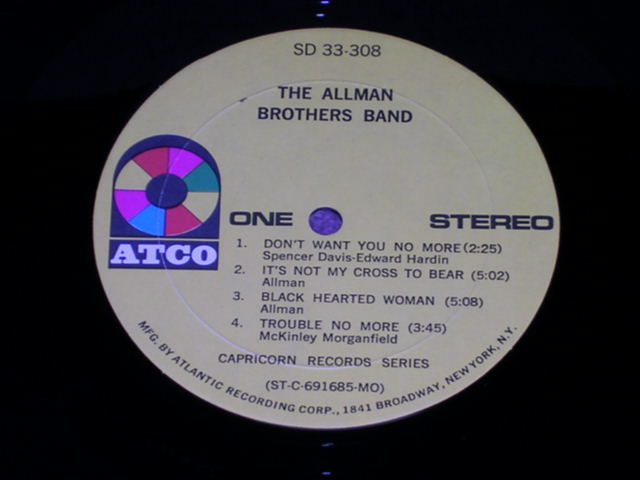 SD 33-308
THE ALLMAN
BROTHERS BAND
ATCO
ONE
STEREO
1. DON'T WANT YOU NO MORE (2:25)
Spencer Davis-Edward Hardin
2. IT'S NOT MY CROSS TO BEAR (5:02)
Allman
3. BLACK HEARTED WOMAN (5:08)
Allman
4. TROUBLE NO MORE (3:45)
McKinley Morganfield
CAPRICORN RECORDS SERIES
(ST-C-691685-MO)
MFG. BY ATLANTIC RECORDING CORP., 1841 BROADWAY, NEW YORK, N.Y.